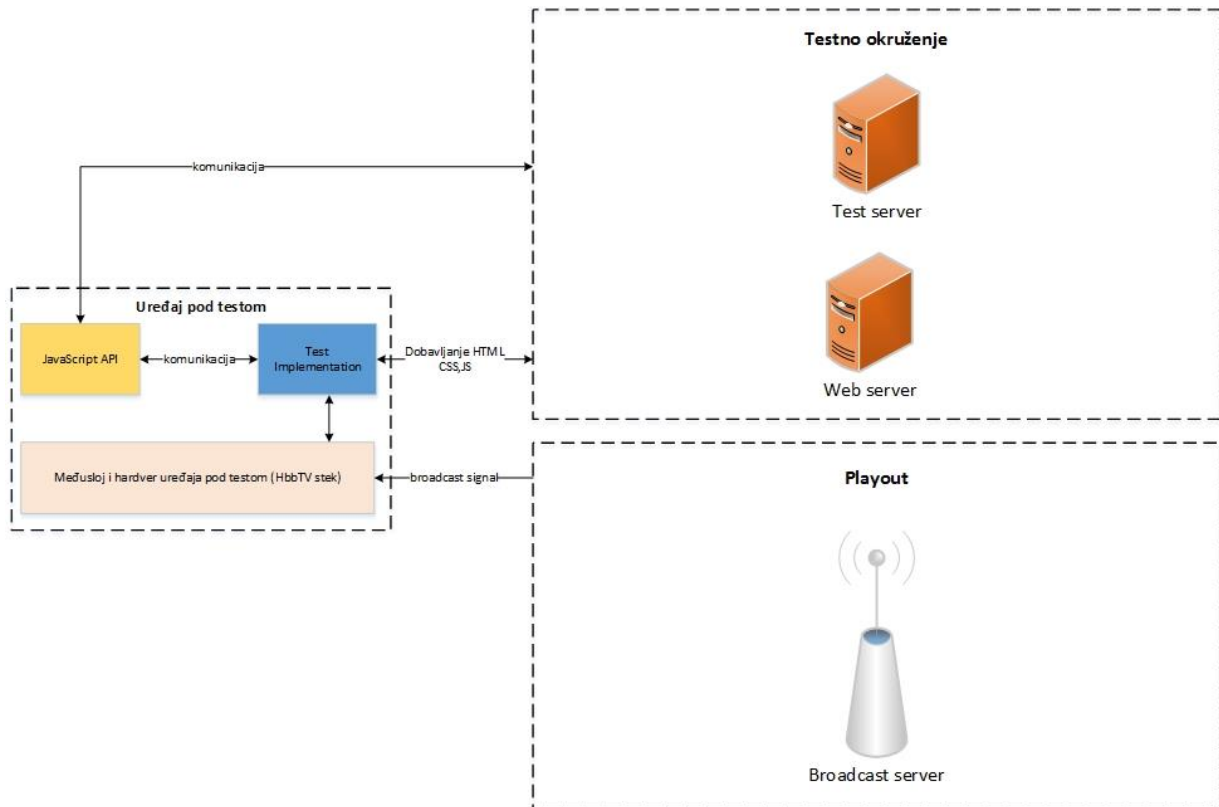 Testno okruženje
Test server
Web server
komunikacija
Uređaj pod testom
JavaScript API
komunikacija
Test
Implementation
Dobavljanje HTML
CSS,JS
Međusloj i hardver uređaja pod testom (HbbTV stek)
broadcast signal
Playout
Broadcast server